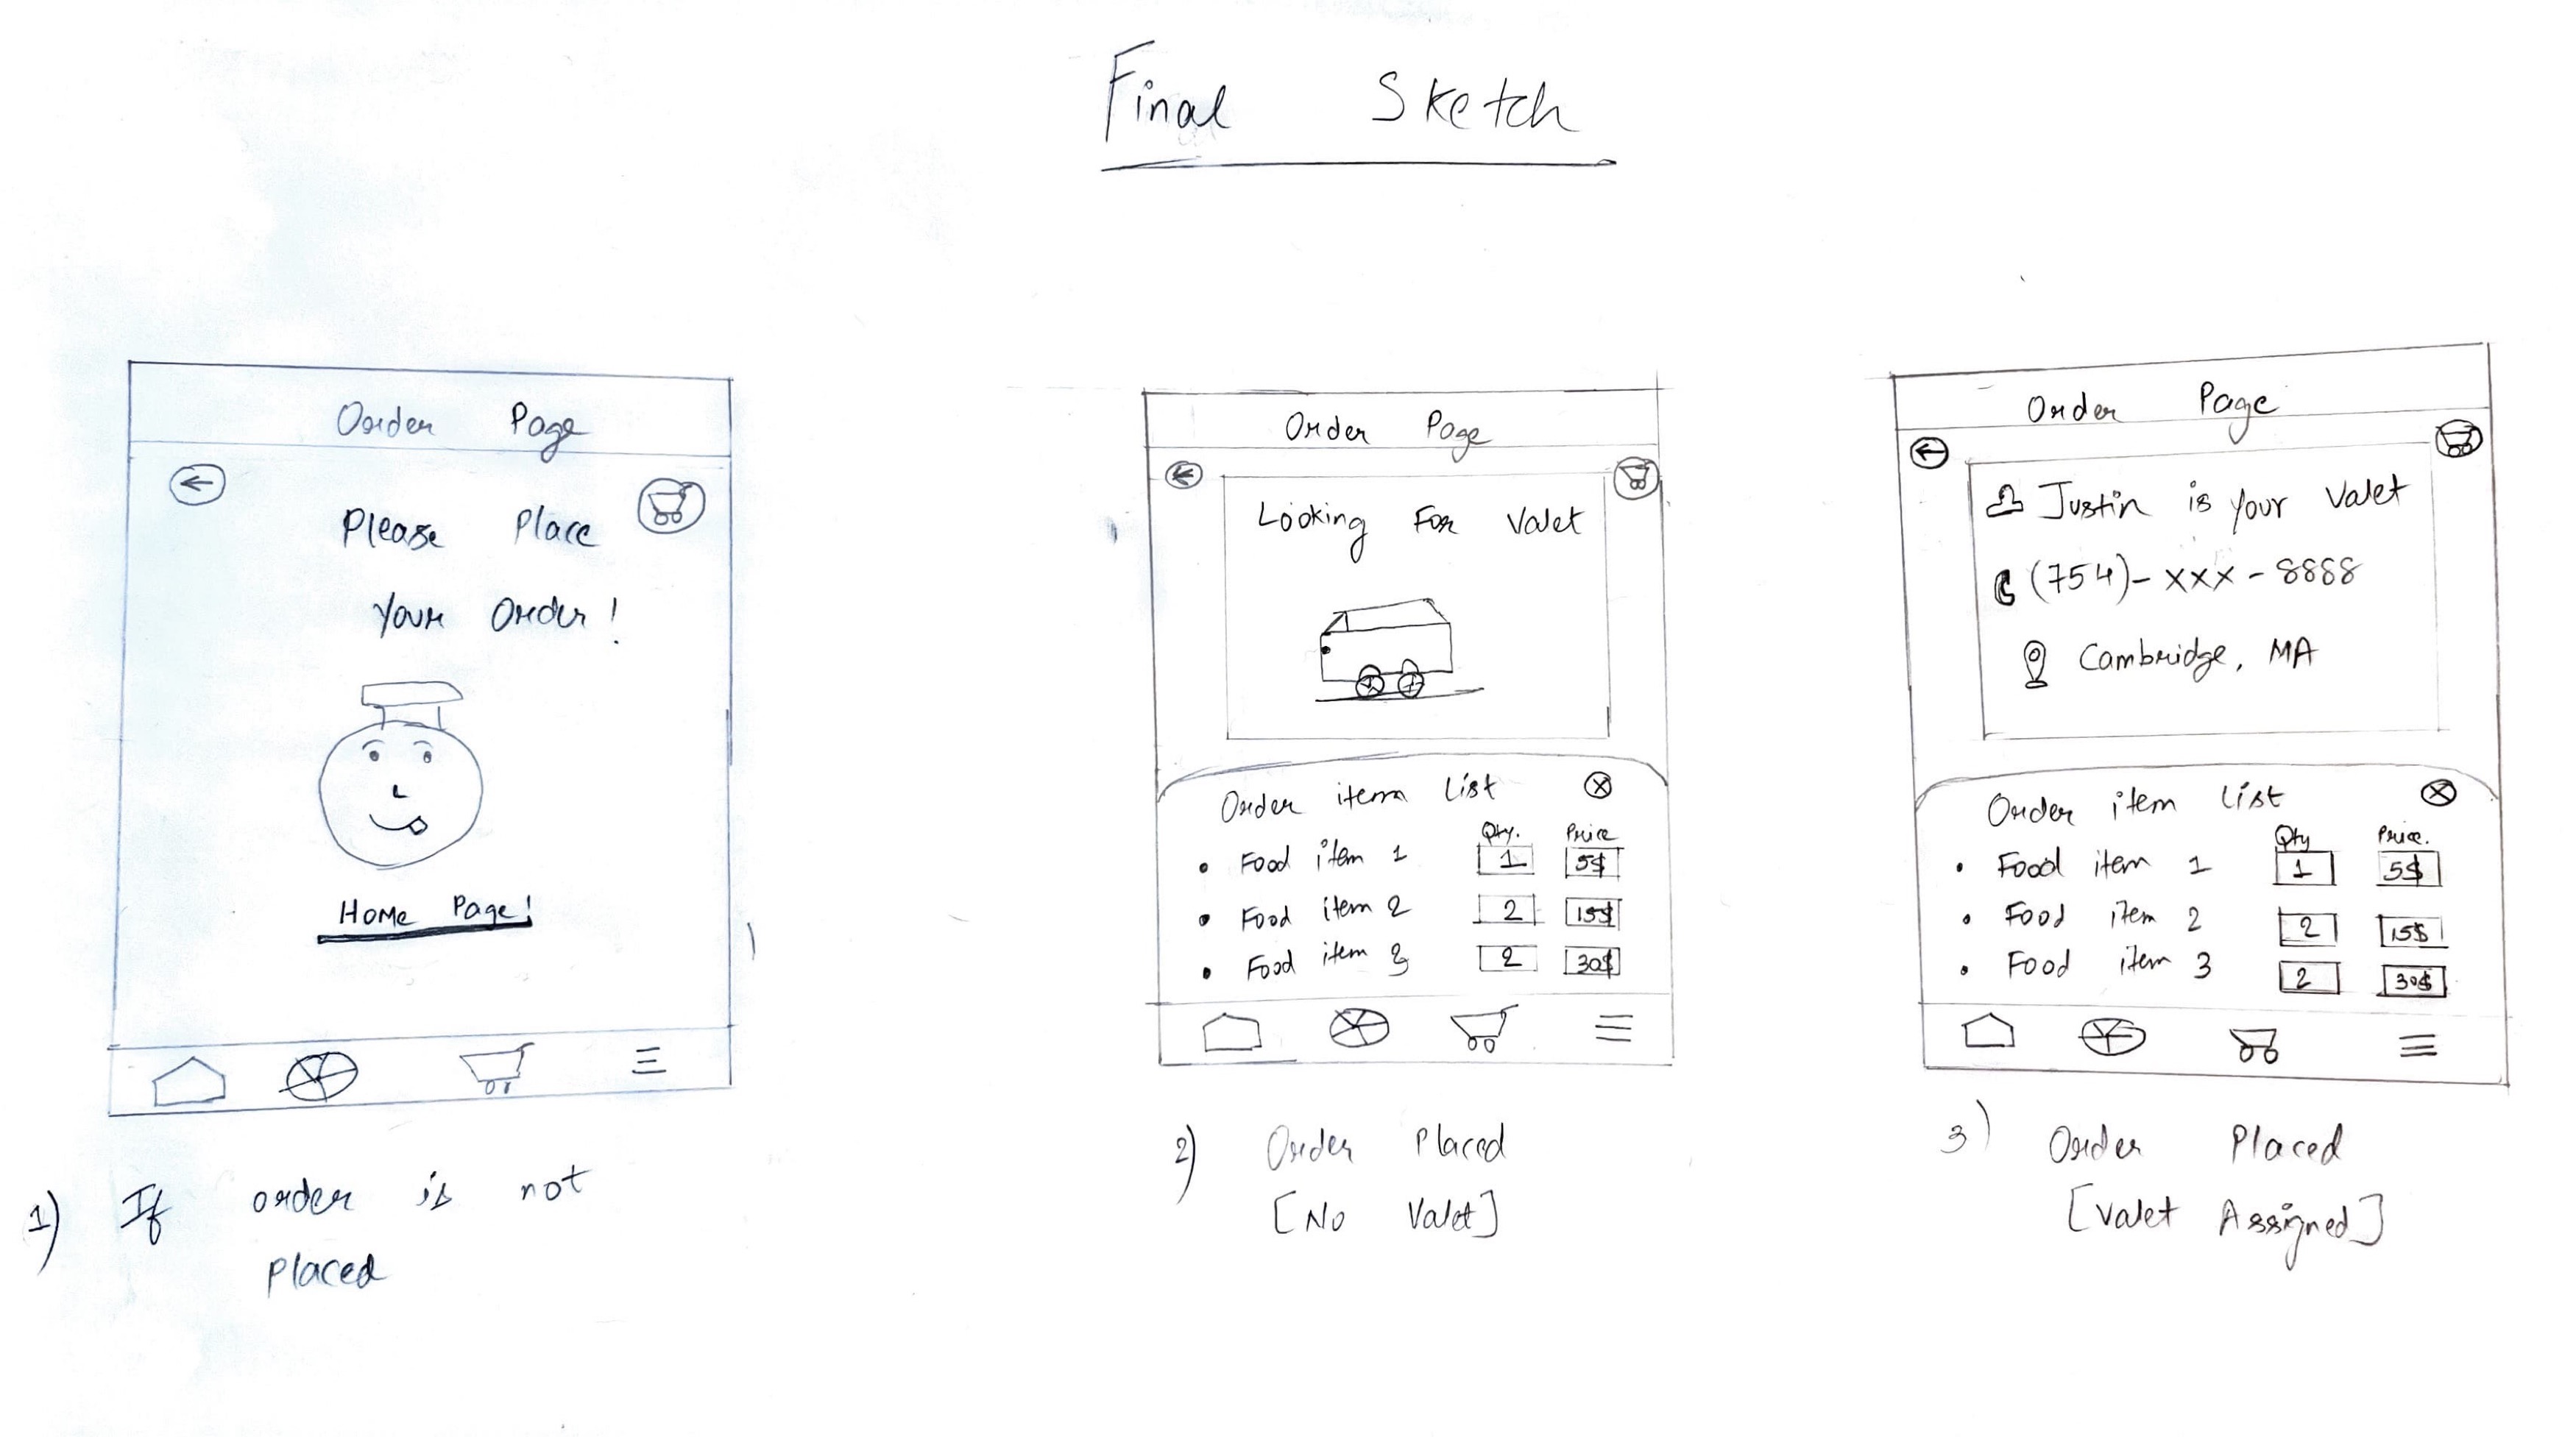 Final Sketch
Order Page
Please Place
Your Order!
Home Page!
1) If order is not
placed
Order Page
Looking For Valet
Order item List
Qty. Price
• Food item 1 1 5$
• Food item 2 2 15$
• Food item 3 2 30$
2) Order Placed
[No Valet]
Order Page
Justin is your Valet
(754)-xxx-8888
Cambridge, MA
Order item List
Qty Price.
• Food item 1 1 5$
• Food item 2 2 15$
• Food item 3 2 30$
3) Order Placed
[Valet Assigned]